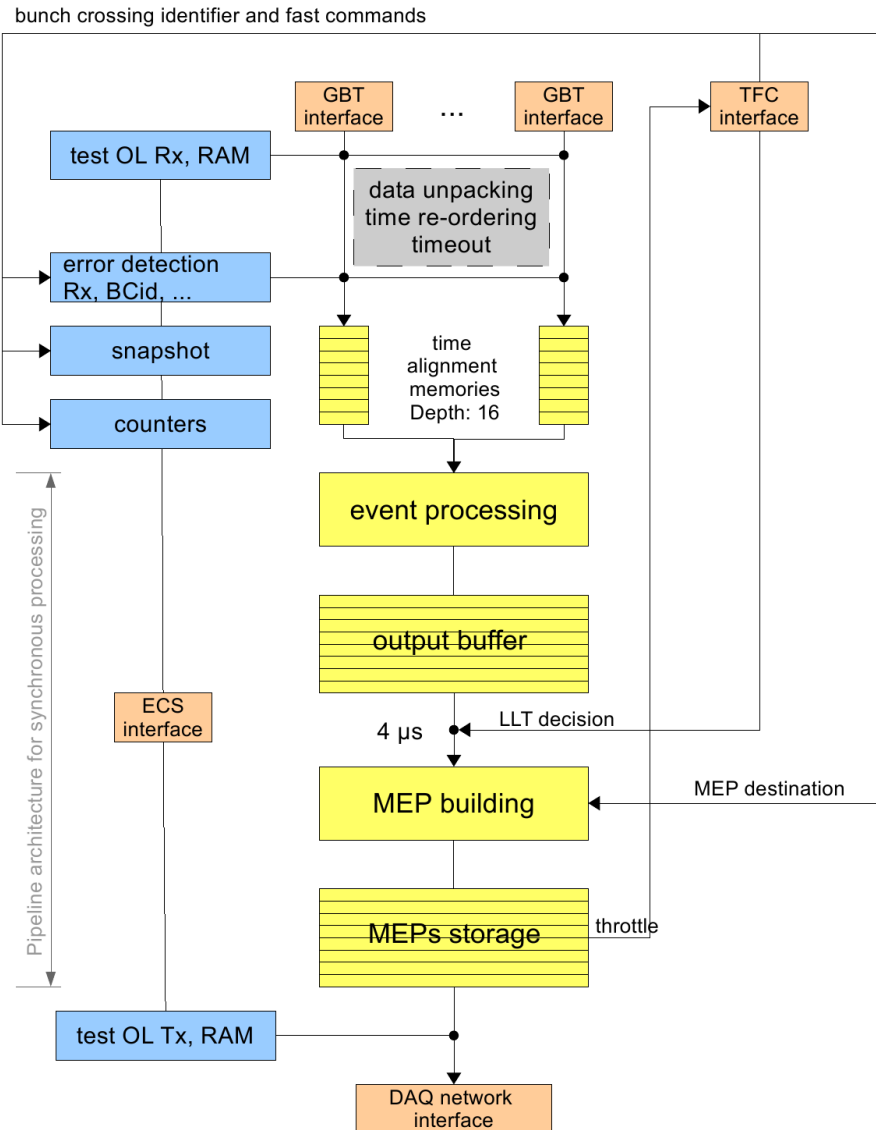 bunch crossing identifier and fast commands
GBT
interface
...
GBT
interface
TFC
interface
test OL Rx, RAM
data unpacking
time re-ordering
timeout
error detection
Rx, BCid, ...
snapshot
counters
time
alignment
memories
Depth: 16
event processing
Pipeline architecture for synchronous processing
output buffer
ECS
interface
LLT decision
4 µs
MEP building
MEP destination
MEPs storage
throttle
test OL Tx, RAM
DAQ network
interface